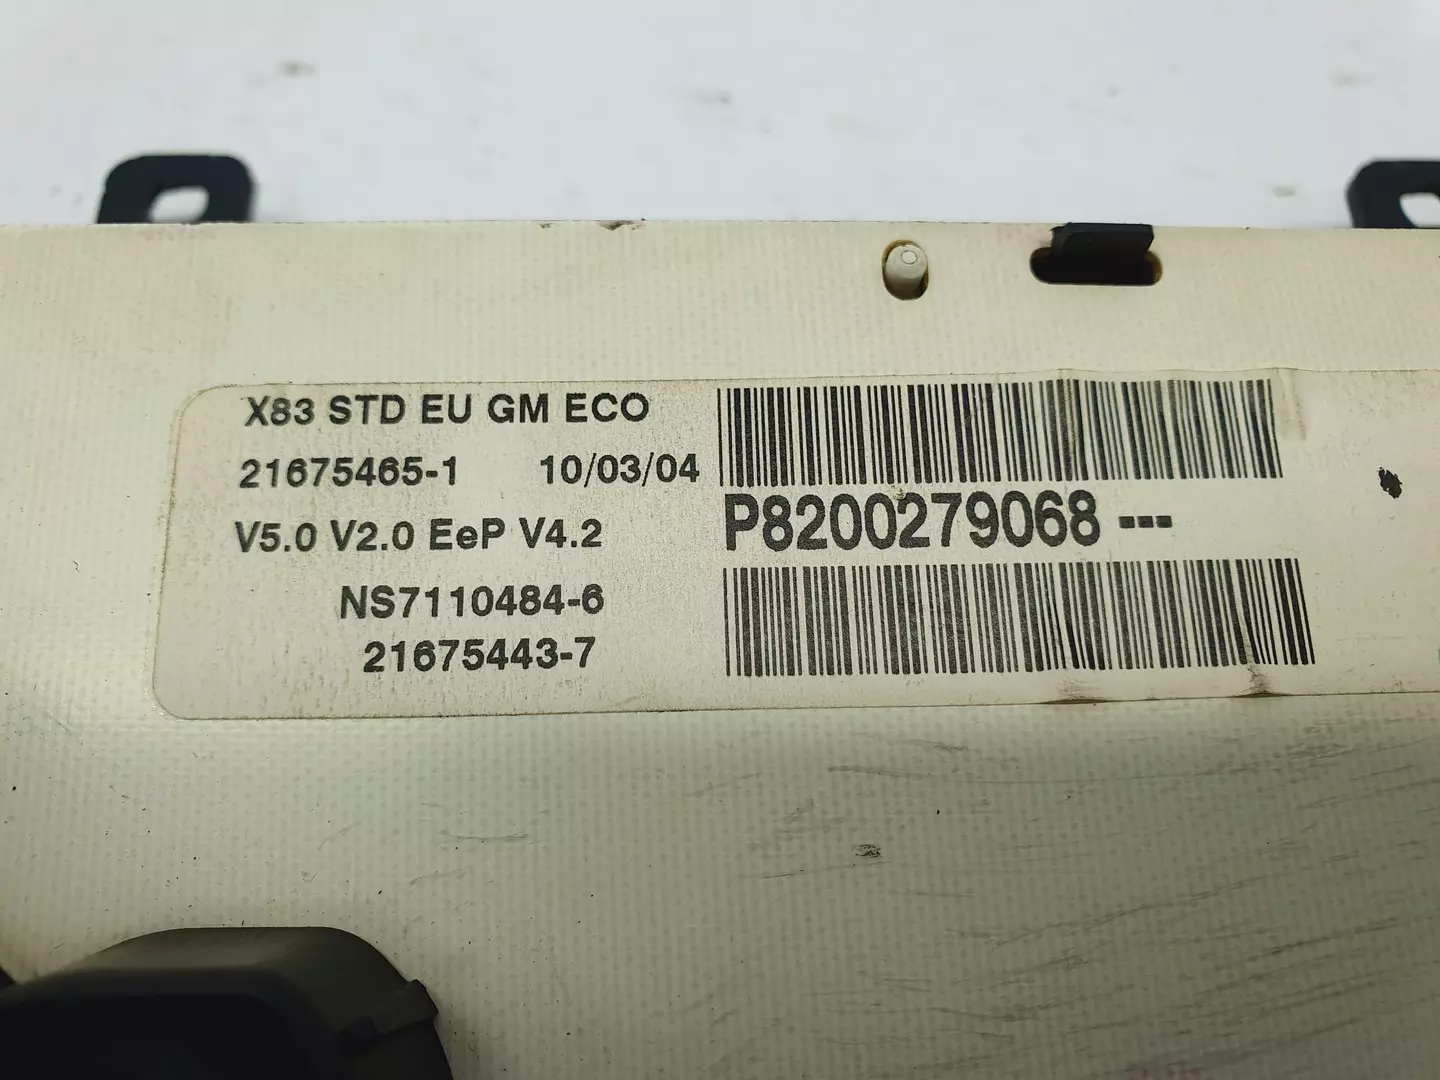 X83 STD EU GM ECO
21675465-1 10/03/04
V5.0 V2.0 EeP V4.2
NS7110484-6
21675443-7
P8200279068 ---